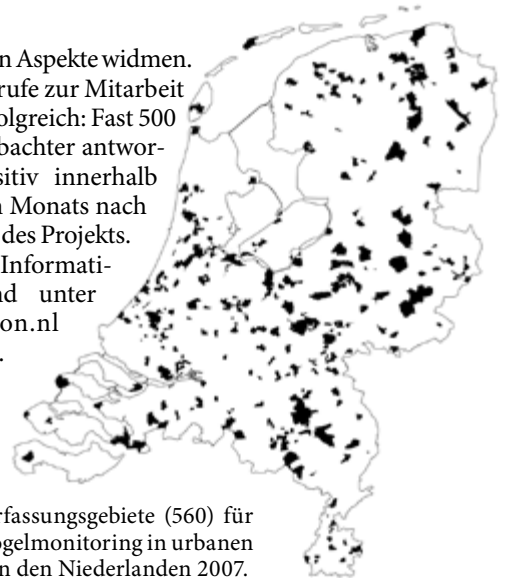 n Aspekte widmen.
rufe zur Mitarbeit
olgreich: Fast 500
bachter antwor-
sitiv innerhalb
n Monats nach
des Projekts.
Informati-
nd unter
on.nl
.
rfassungsgebiete (560) für
ogelmonitoring in urbanen
n den Niederlanden 2007.